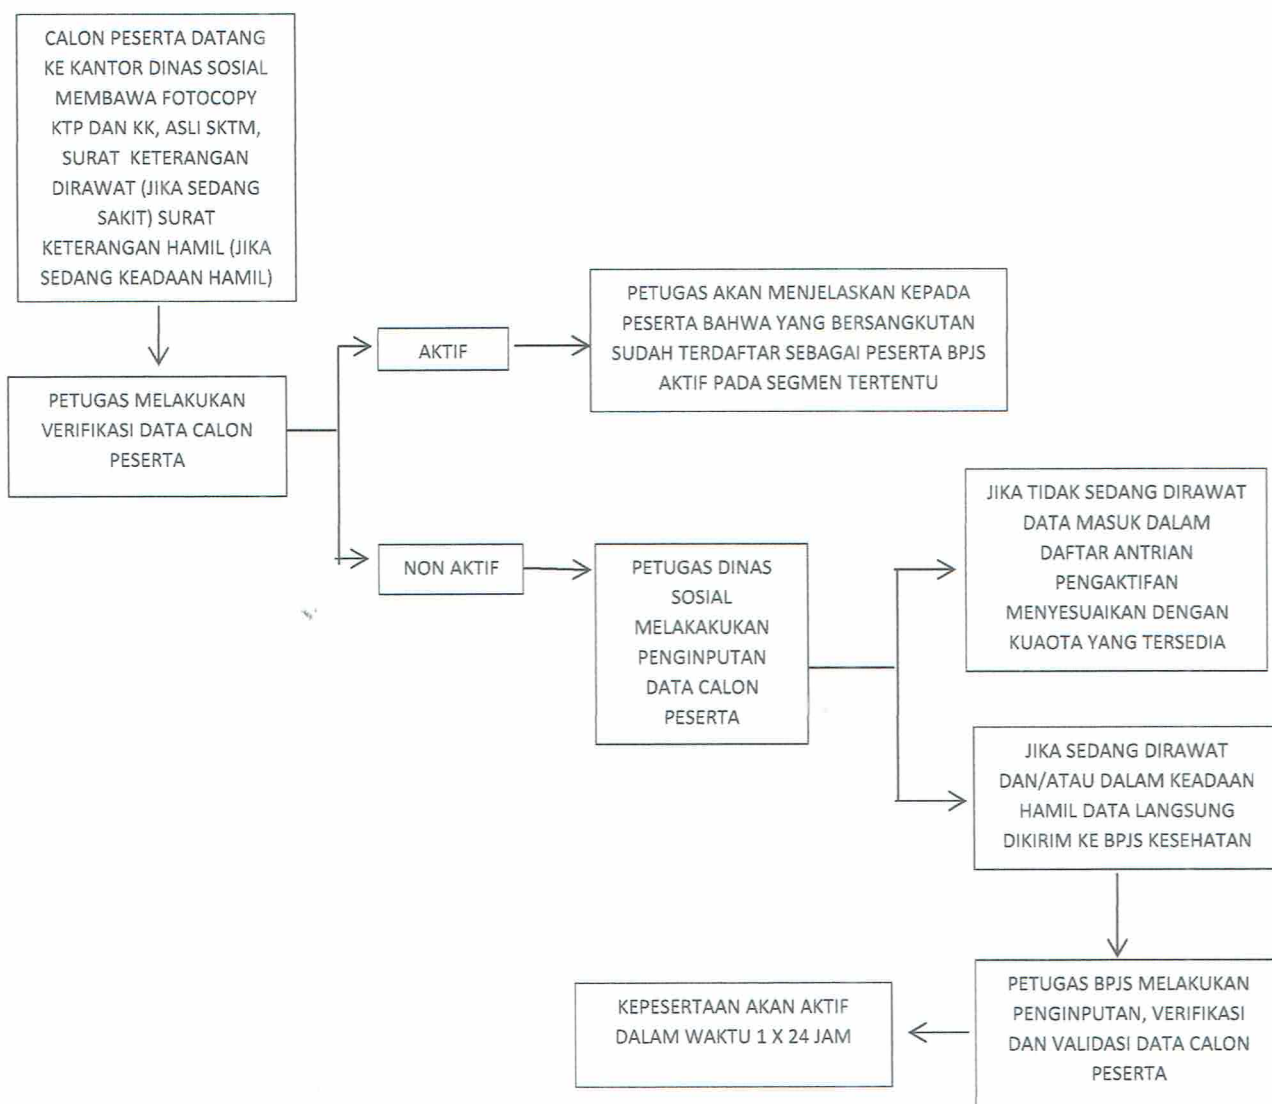 CALON PESERTA DATANG
KE KANTOR DINAS SOSIAL
MEMBAWA FOTOCOPY
KTP DAN KK, ASLI SKTM,
SURAT KETERANGAN
DIRAWAT (JIKA SEDANG
SAKIT) SURAT
KETERANGAN HAMIL (JIKA
SEDANG KEADAAN HAMIL)
PETUGAS MELAKUKAN
VERIFIKASI DATA CALON
PESERTA
AKTIF
PETUGAS AKAN MENJELASKAN KEPADA
PESERTA BAHWA YANG BERSANGKUTAN
SUDAH TERDAFTAR SEBAGAI PESERTA BPJS
AKTIF PADA SEGMEN TERTENTU
NON AKTIF
PETUGAS DINAS
SOSIAL
MELAKAKUKAN
PENGINPUTAN
DATA CALON
PESERTA
JIKA TIDAK SEDANG DIRAWAT
DATA MASUK DALAM
DAFTAR ANTRIAN
PENGAKTIFAN
MENYESUAIKAN DENGAN
KUAOTA YANG TERSEDIA
JIKA SEDANG DIRAWAT
DAN/ATAU DALAM KEADAAN
HAMIL DATA LANGSUNG
DIKIRIM KE BPJS KESEHATAN
PETUGAS BPJS MELAKUKAN
PENGINPUTAN, VERIFIKASI
DAN VALIDASI DATA CALON
PESERTA
KEPESERTAAN AKAN AKTIF
DALAM WAKTU 1 X 24 JAM